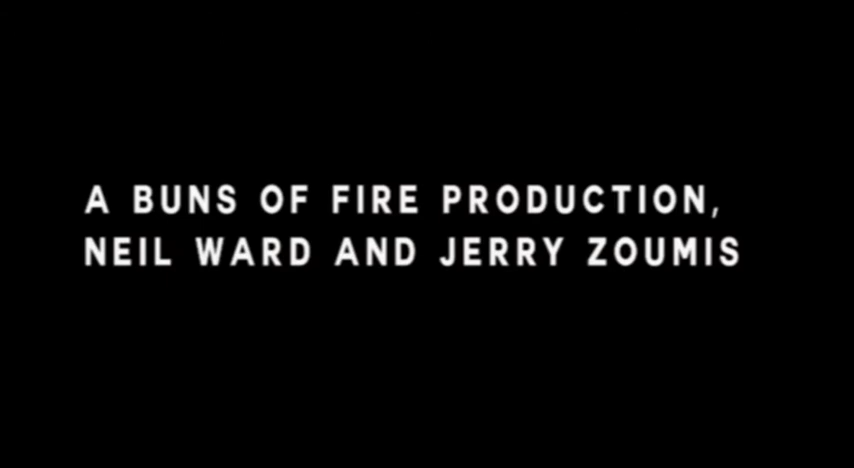 A BUNS OF FIRE PRODUCTION,
NEIL WARD AND JERRY ZOUMIS